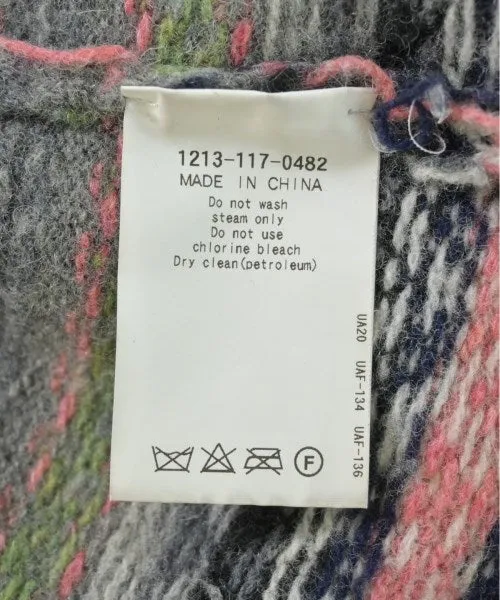 1213-117-0482
MADE IN CHINA
Do not wash
steam only
Do not use
chlorine bleach
Dry clean(petroleum)
UA20 UAF-134 UAF-136
F